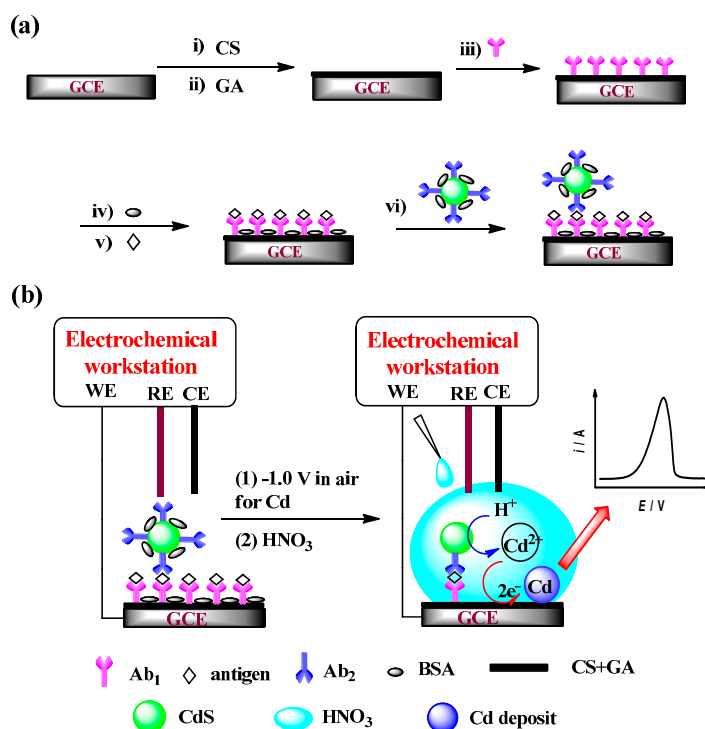 (a)
i) CS
ii) GA
iii)
GCE
GCE
GCE
iv)
v)
vi)
GCE
GCE
(b)
Electrochemical
workstation
WE RE CE
Electrochemical
workstation
WE RE CE
(1) -1.0 V in air
for Cd
(2) HNO₃
H⁺
Cd²⁺
2e⁻
Cd
GCE
GCE
i / A
E / V
Ab₁
antigen
Ab₂
BSA
CS+GA
CdS
HNO₃
Cd deposit